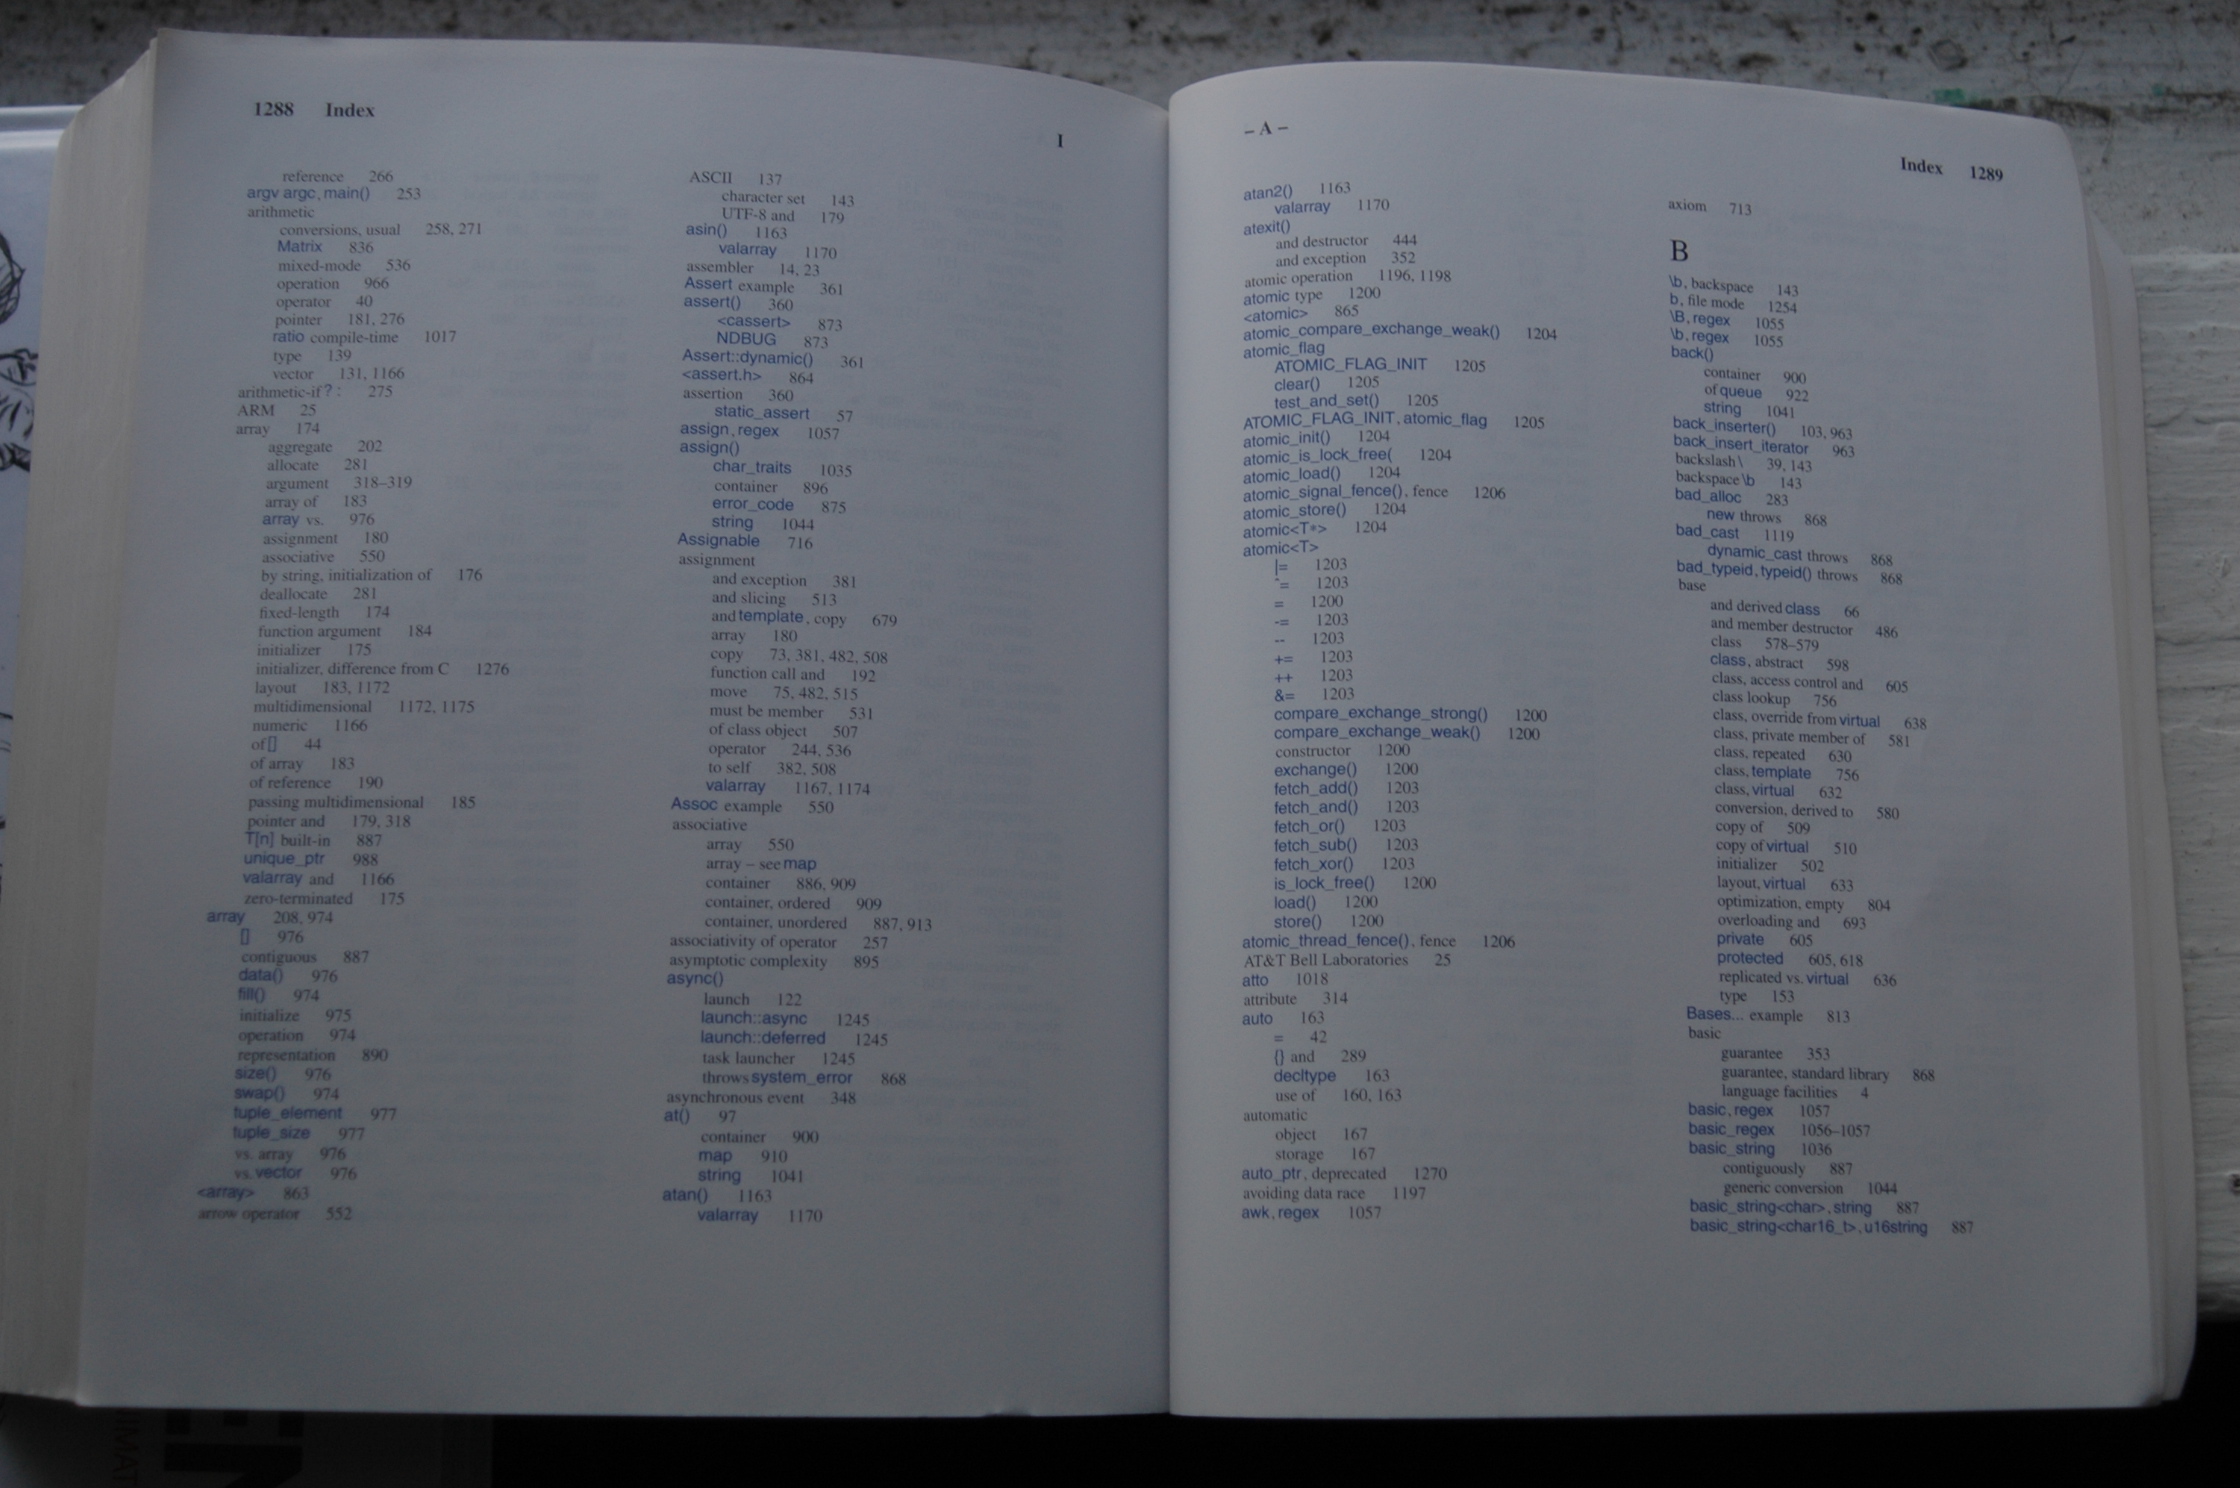 1288 Index
I
reference 266
argv argc, main() 253
arithmetic
conversions, usual 258, 271
Matrix 836
mixed-mode 536
operation 966
operator 40
pointer 181, 276
ratio compile-time 1017
type 139
vector 131, 1166
arithmetic-if ? : 275
ARM 25
array 174
aggregate 202
allocate 281
argument 318–319
array of 183
array vs. 976
assignment 180
associative 550
by string, initialization of 176
deallocate 281
fixed-length 174
function argument 184
initializer 175
initializer, difference from C 1276
layout 183, 1172
multidimensional 1172, 1175
numeric 1166
of [] 44
of array 183
of reference 190
passing multidimensional 185
pointer and 179, 318
T[n] built-in 887
unique_ptr 988
valarray and 1166
zero-terminated 175
array 208, 974
[] 976
contiguous 887
data() 976
fill() 974
initialize 975
operation 974
representation 890
size() 976
swap() 974
tuple_element 977
tuple_size 977
vs. array 976
vs. vector 976
<array> 863
arrow operator 552
ASCII 137
character set 143
UTF-8 and 179
asin() 1163
valarray 1170
assembler 14, 23
Assert example 361
assert() 360
<cassert> 873
NDBUG 873
Assert::dynamic() 361
<assert.h> 864
assertion 360
static_assert 57
assign, regex 1057
assign()
char_traits 1035
container 896
error_code 875
string 1044
Assignable 716
assignment
and exception 381
and slicing 513
and template, copy 679
array 180
copy 73, 381, 482, 508
function call and 192
move 75, 482, 515
must be member 531
of class object 507
operator 244, 536
to self 382, 508
valarray 1167, 1174
Assoc example 550
associative
array 550
array – see map
container 886, 909
container, ordered 909
container, unordered 887, 913
associativity of operator 257
asymptotic complexity 895
async()
launch 122
launch::async 1245
launch::deferred 1245
task launcher 1245
throws system_error 868
asynchronous event 348
at() 97
container 900
map 910
string 1041
atan() 1163
valarray 1170
– A –
Index 1289
atan2() 1163
valarray 1170
atexit()
and destructor 444
and exception 352
atomic operation 1196, 1198
atomic type 1200
<atomic> 865
atomic_compare_exchange_weak() 1204
atomic_flag
ATOMIC_FLAG_INIT 1205
clear() 1205
test_and_set() 1205
ATOMIC_FLAG_INIT, atomic_flag 1205
atomic_init() 1204
atomic_is_lock_free( 1204
atomic_load() 1204
atomic_signal_fence(), fence 1206
atomic_store() 1204
atomic<T*> 1204
atomic<T>
|= 1203
^= 1203
= 1200
-= 1203
-- 1203
+= 1203
++ 1203
&= 1203
compare_exchange_strong() 1200
compare_exchange_weak() 1200
constructor 1200
exchange() 1200
fetch_add() 1203
fetch_and() 1203
fetch_or() 1203
fetch_sub() 1203
fetch_xor() 1203
is_lock_free() 1200
load() 1200
store() 1200
atomic_thread_fence(), fence 1206
AT&T Bell Laboratories 25
atto 1018
attribute 314
auto 163
= 42
{} and 289
decltype 163
use of 160, 163
automatic
object 167
storage 167
auto_ptr, deprecated 1270
avoiding data race 1197
awk, regex 1057
axiom 713
B
\b, backspace 143
b, file mode 1254
\B, regex 1055
\b, regex 1055
back()
container 900
of queue 922
string 1041
back_inserter() 103, 963
back_insert_iterator 963
backslash \ 39, 143
backspace \b 143
bad_alloc 283
new throws 868
bad_cast 1119
dynamic_cast throws 868
bad_typeid, typeid() throws 868
base
and derived class 66
and member destructor 486
class 578–579
class, abstract 598
class, access control and 605
class lookup 756
class, override from virtual 638
class, private member of 581
class, repeated 630
class, template 756
class, virtual 632
conversion, derived to 580
copy of 509
copy of virtual 510
initializer 502
layout, virtual 633
optimization, empty 804
overloading and 693
private 605
protected 605, 618
replicated vs. virtual 636
type 153
Bases... example 813
basic
guarantee 353
guarantee, standard library 868
language facilities 4
basic, regex 1057
basic_regex 1056–1057
basic_string 1036
contiguously 887
generic conversion 1044
basic_string<char>, string 887
basic_string<char16_t>, u16string 887